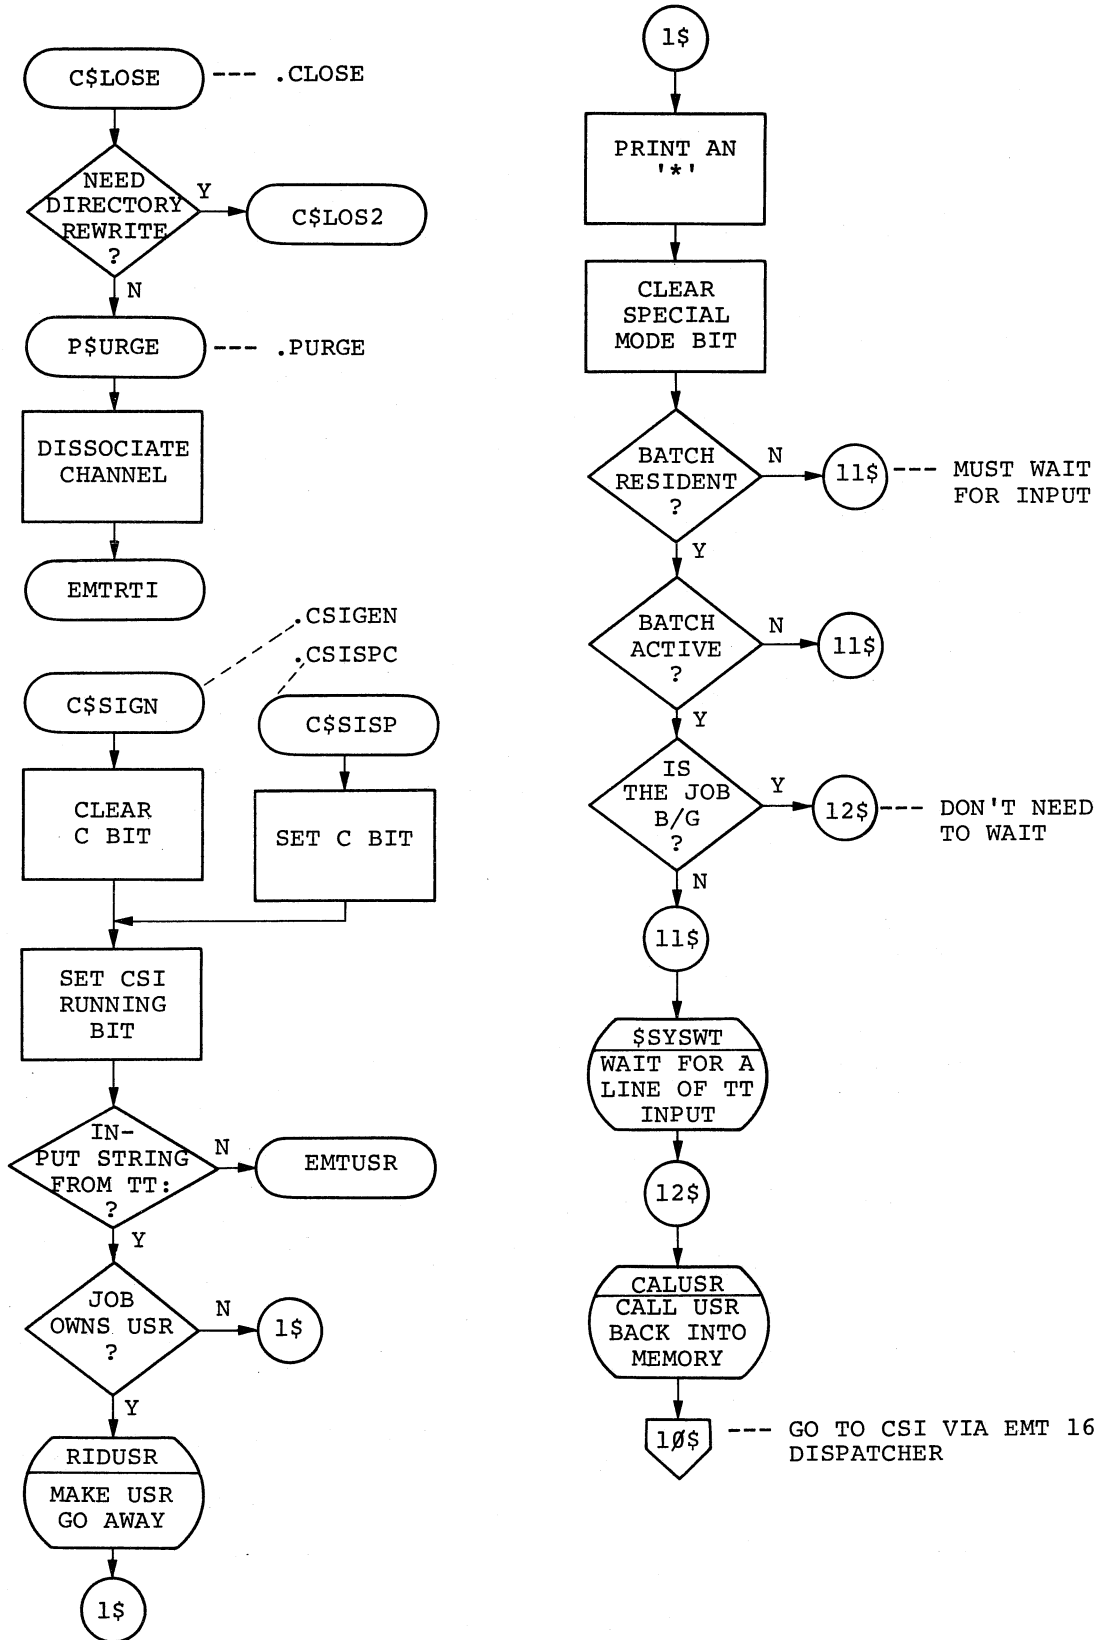 C$LOSE --- .CLOSE
NEED
DIRECTORY
REWRITE
?
Y
C$LOS2
N
P$URGE --- .PURGE
DISSOCIATE
CHANNEL
EMTRTI
.CSIGEN
.CSISPC
C$SIGN
C$SISP
CLEAR
C BIT
SET C BIT
SET CSI
RUNNING
BIT
IN-
PUT STRING
FROM TT:
?
N
EMTUSR
Y
JOB
OWNS USR
?
N
1$
Y
RIDUSR
MAKE USR
GO AWAY
1$
1$
PRINT AN
'*'
CLEAR
SPECIAL
MODE BIT
BATCH
RESIDENT
?
N
11$ --- MUST WAIT
FOR INPUT
Y
BATCH
ACTIVE
?
N
11$
Y
IS
THE JOB
B/G
?
Y
12$ --- DON'T NEED
TO WAIT
N
11$
$SYSWT
WAIT FOR A
LINE OF TT
INPUT
12$
CALUSR
CALL USR
BACK INTO
MEMORY
10$ --- GO TO CSI VIA EMT 16
DISPATCHER